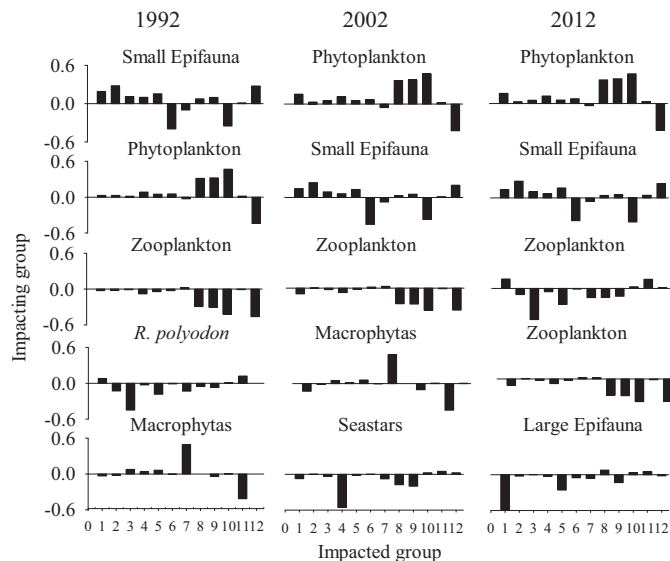 1992 2002 2012
Small Epifauna Phytoplankton Phytoplankton
0.6
0.0
-0.6
Phytoplankton Small Epifauna Small Epifauna
0.6
0.0
-0.6
Zooplankton Zooplankton Zooplankton
0.6
0.0
-0.6
R. polyodon Macrophytas Zooplankton
0.6
0.0
-0.6
Macrophytas Seastars Large Epifauna
0.6
0.0
-0.6
0 1 2 3 4 5 6 7 8 9 10 11 12 0 1 2 3 4 5 6 7 8 9 10 11 12 0 1 2 3 4 5 6 7 8 9 10 11 12
Impacted group
Impacting group